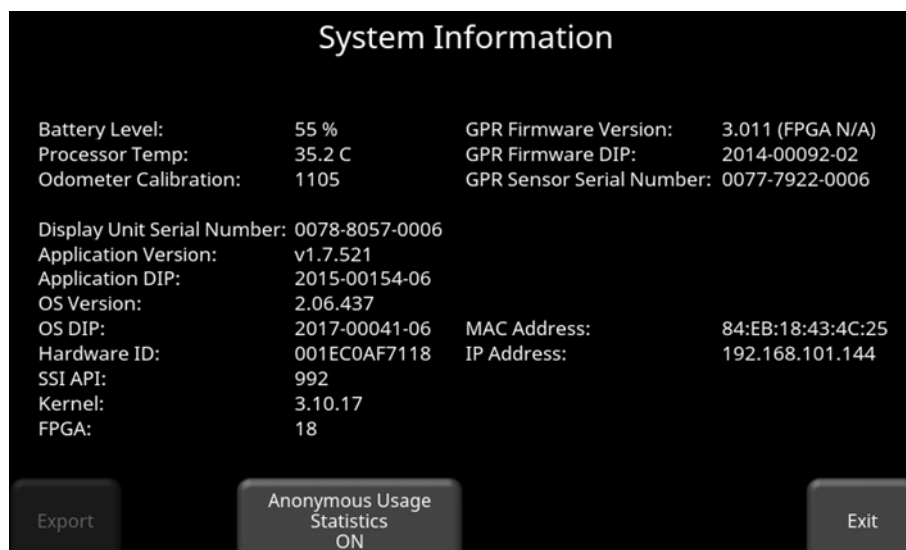 System Information
Battery Level: 55 % GPR Firmware Version: 3.011 (FPGA N/A)
Processor Temp: 35.2 C GPR Firmware DIP: 2014-00092-02
Odometer Calibration: 1105 GPR Sensor Serial Number: 0077-7922-0006
Display Unit Serial Number: 0078-8057-0006
Application Version: v1.7.521
Application DIP: 2015-00154-06
OS Version: 2.06.437
OS DIP: 2017-00041-06 MAC Address: 84:EB:18:43:4C:25
Hardware ID: 001EC0AF7118 IP Address: 192.168.101.144
SSI API: 992
Kernel: 3.10.17
FPGA: 18
Export Anonymous Usage Statistics ON Exit